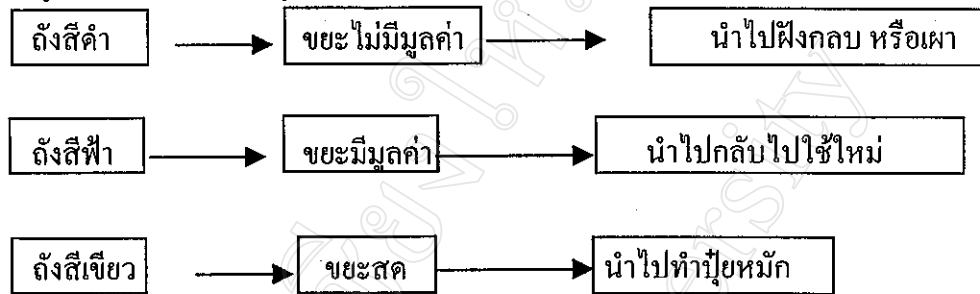 ถังสีดำ ขยะไม่มีมูลค่า นำไปฝังกลบ หรือเผา
ถังสีฟ้า ขยะมีมูลค่า นำไปกลับไปใช้ใหม่
ถังสีเขียว ขยะสด นำไปทำปุ๋ยหมัก